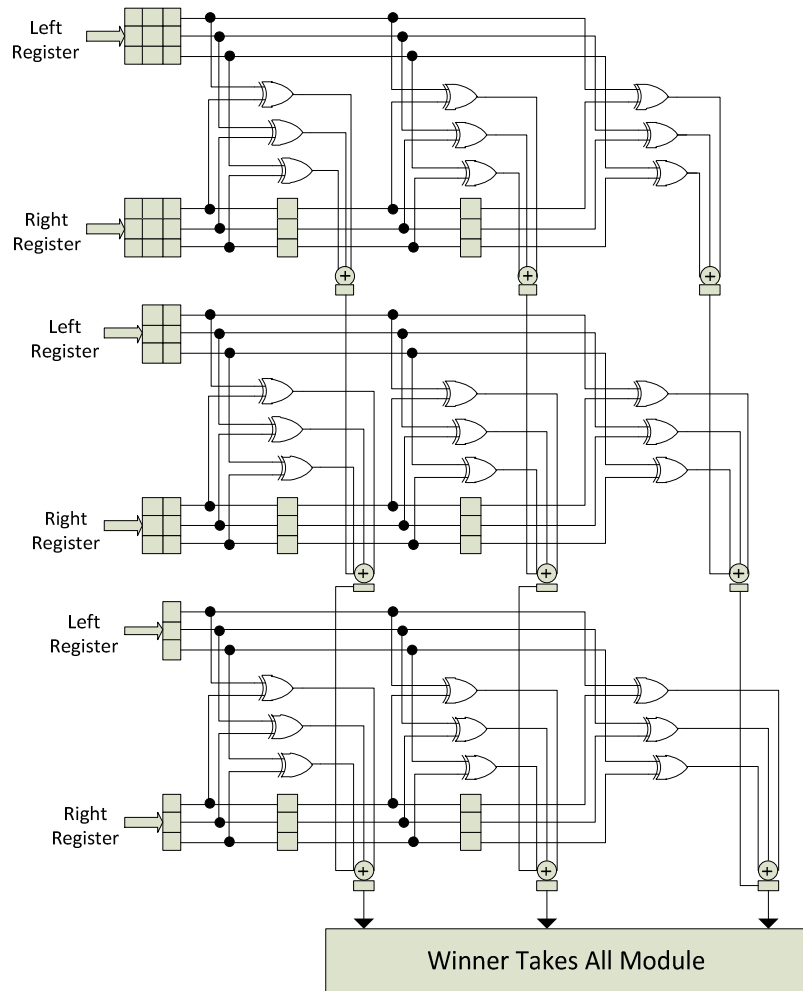 Left
Register
Right
Register
+
+
+
Left
Register
Right
Register
+
+
+
Left
Register
Right
Register
+
+
+
Winner Takes All Module